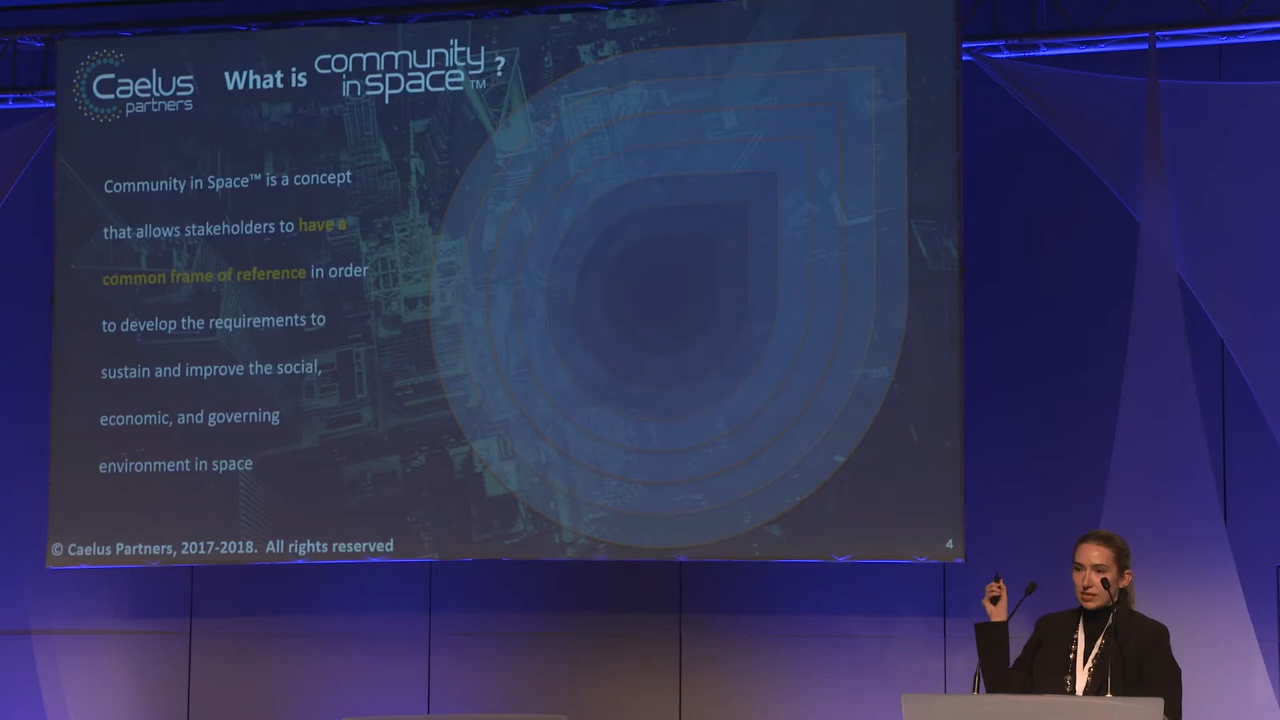 Caelus
partners
What is community in space™ ?
Community in Space™ is a concept
that allows stakeholders to have a
common frame of reference in order
to develop the requirements to
sustain and improve the social,
economic, and governing
environment in space
© Caelus Partners, 2017-2018. All rights reserved
4